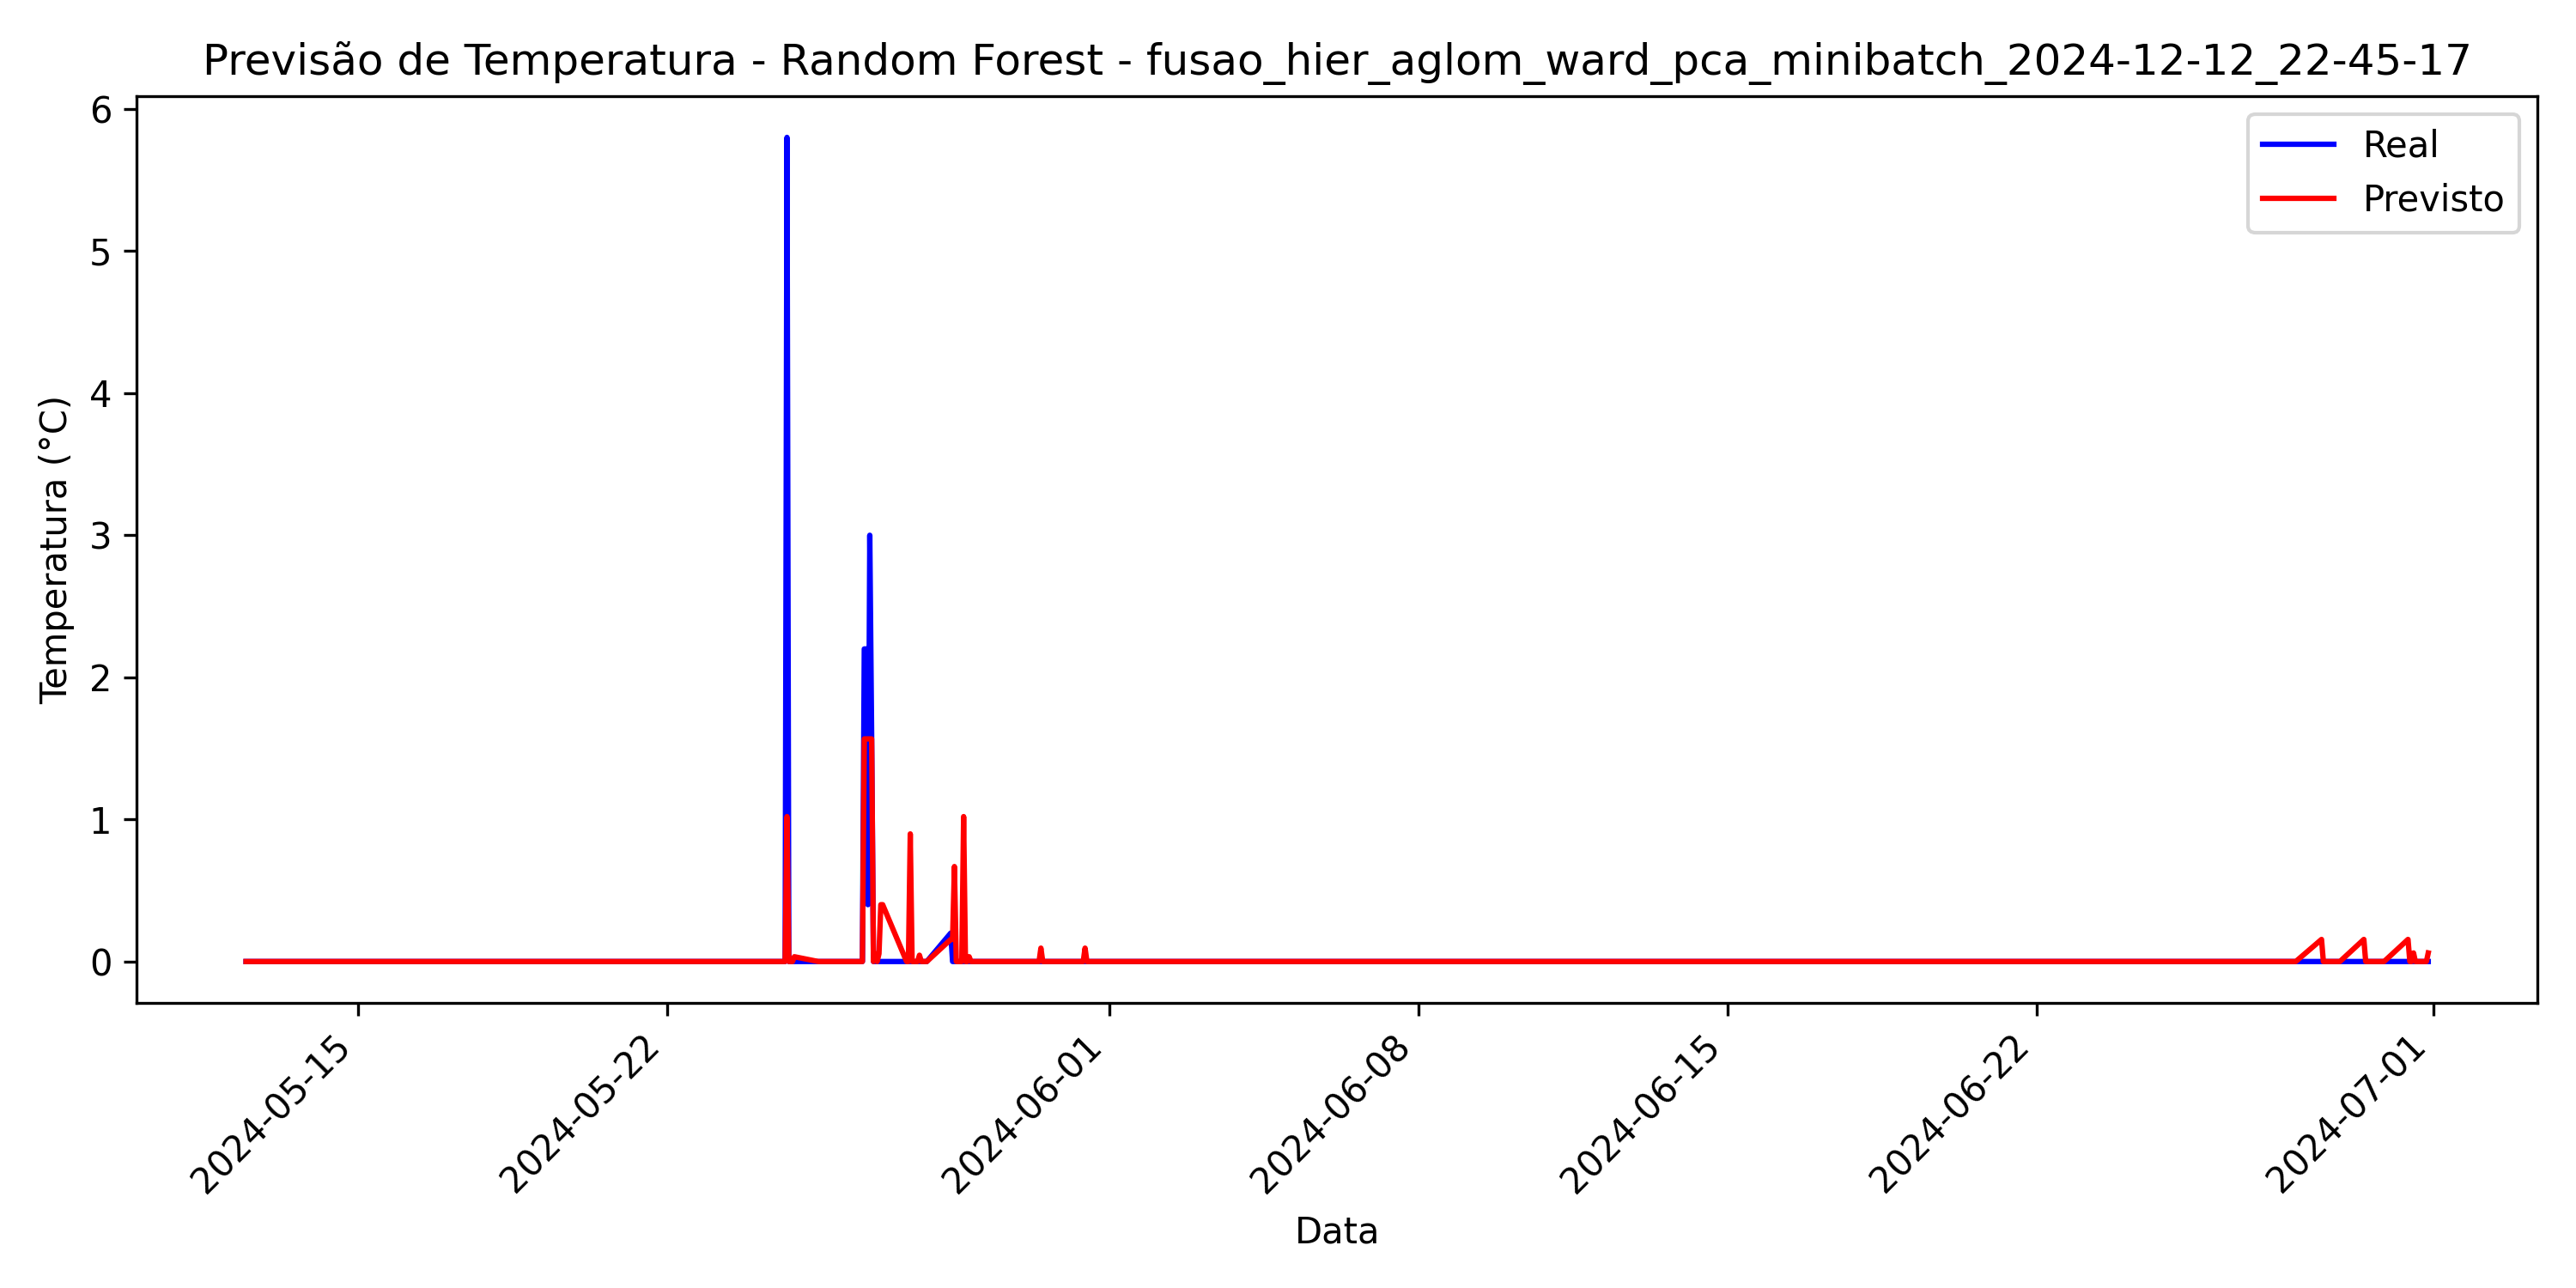 Previsão de Temperatura - Random Forest - fusao_hier_aglom_ward_pca_minibatch_2024-12-12_22-45-17
Real
Previsto
6
5
4
3
2
1
0
Temperatura (°C)
2024-05-15
2024-05-22
2024-06-01
2024-06-08
2024-06-15
2024-06-22
2024-07-01
Data